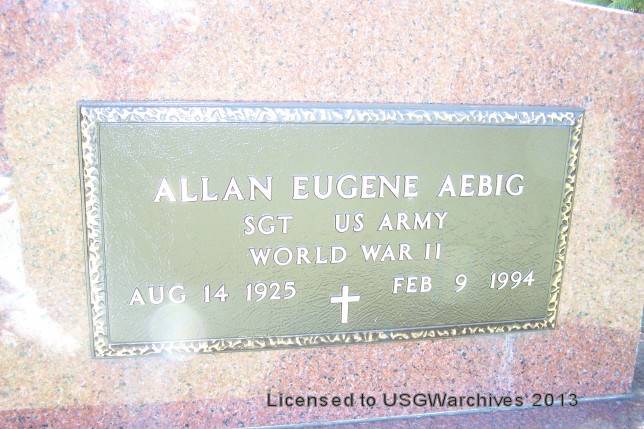 ALLAN EUGENE AEBIG
SGT US ARMY
WORLD WAR II
AUG 14 1925 FEB 9 1994
Licensed to USGWarchives 2013